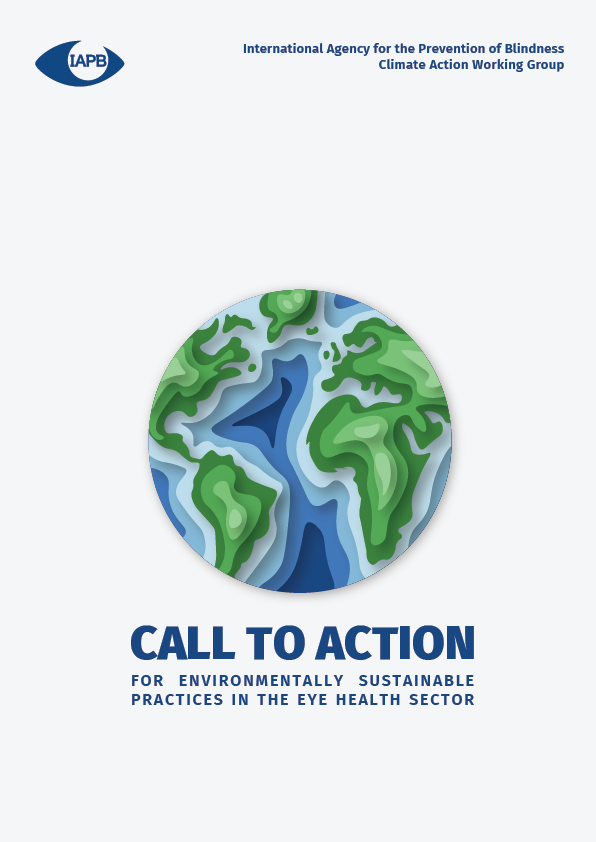 IAPB
International Agency for the Prevention of Blindness
Climate Action Working Group
CALL TO ACTION
FOR ENVIRONMENTALLY SUSTAINABLE
PRACTICES IN THE EYE HEALTH SECTOR